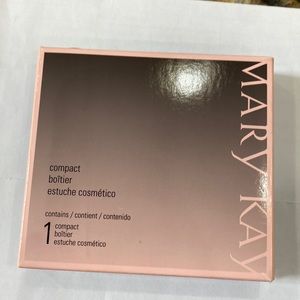 MARY KAY
compact
boîtier
estuche cosmético
contains / contient / contenido
1 compact
boîtier
estuche cosmético